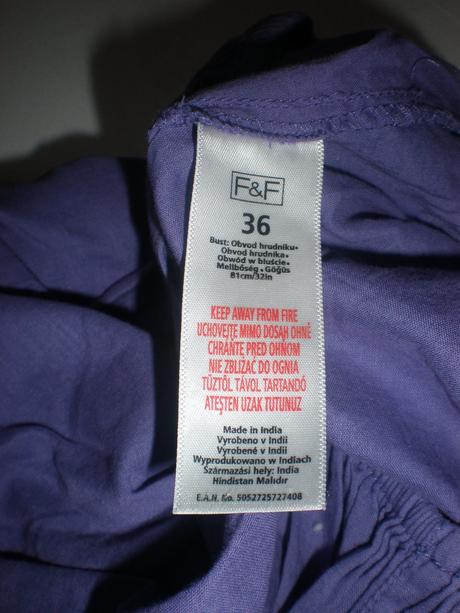 F&F
36
Bust: Obvod hrudníku•
Obvod hrudníka•
Obwód w biuście•
Mellbőség • Göğüs
81cm/32in
KEEP AWAY FROM FIRE
UCHOVEJTE MIMO DOSAH OHNĚ
CHRÁŇTE PRED OHŇOM
NIE ZBLIŻAĆ DO OGNIA
TŰZTŐL TÁVOL TARTANDÓ
ATEŞTEN UZAK TUTUNUZ
Made in India
Vyrobeno v Indii
Vyrobené v Indii
Wyprodukowano w Indiach
Származási hely: India
Hindistan Malıdır
E.A.N. No. 5052725727408